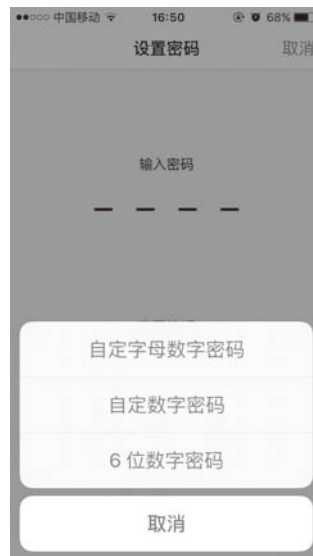 中国移动 16:50 68%
设置密码 取消
输入密码
自定字母数字密码
自定数字密码
6 位数字密码
取消